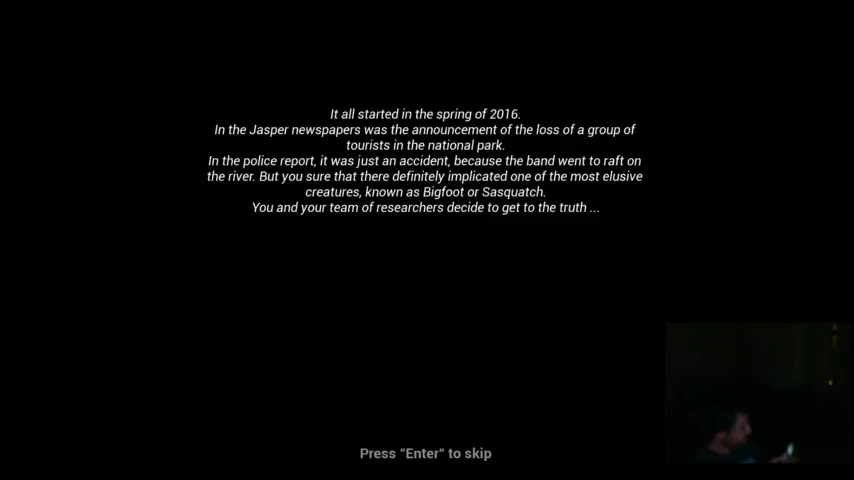 It all started in the spring of 2016.
In the Jasper newspapers was the announcement of the loss of a group of
tourists in the national park.
In the police report, it was just an accident, because the band went to raft on
the river. But you sure that there definitely implicated one of the most elusive
creatures, known as Bigfoot or Sasquatch.
You and your team of researchers decide to get to the truth ...
Press "Enter" to skip